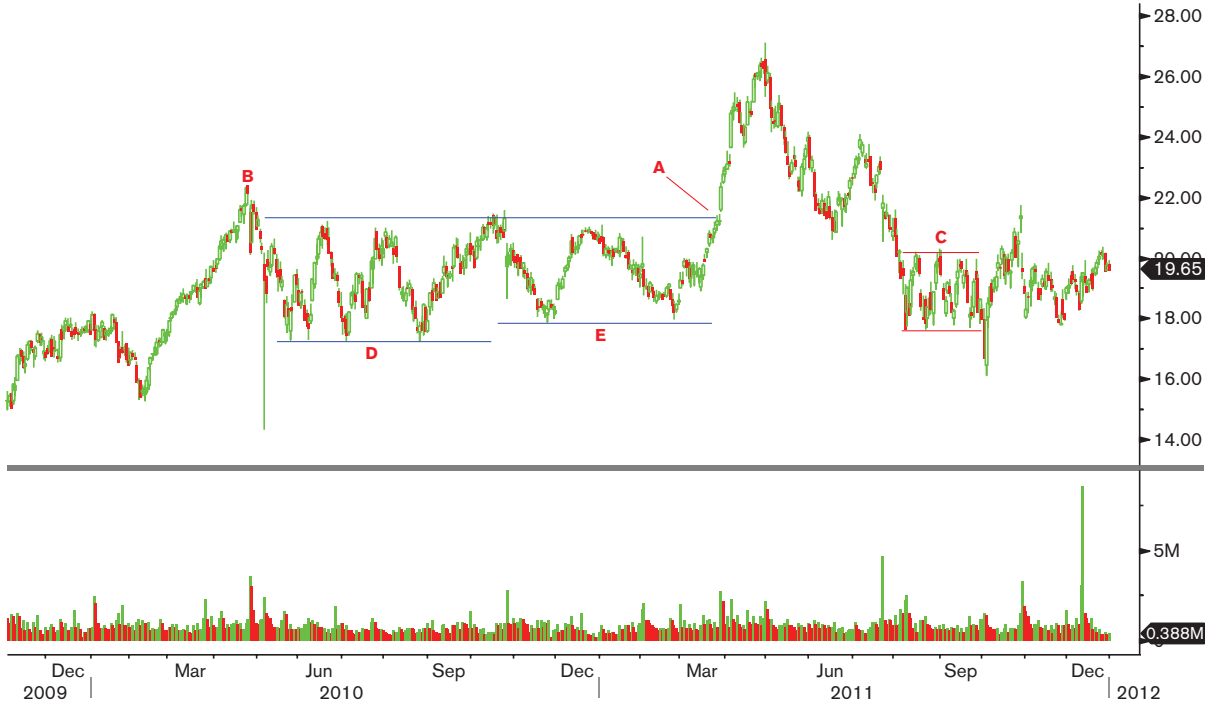 28.00
26.00
24.00
A
B
22.00
C
20.00
19.65
18.00
E
D
16.00
14.00
5M
0.388M
0
Dec Mar Jun Sep Dec Mar Jun Sep Dec
2009 2010 2011 2012